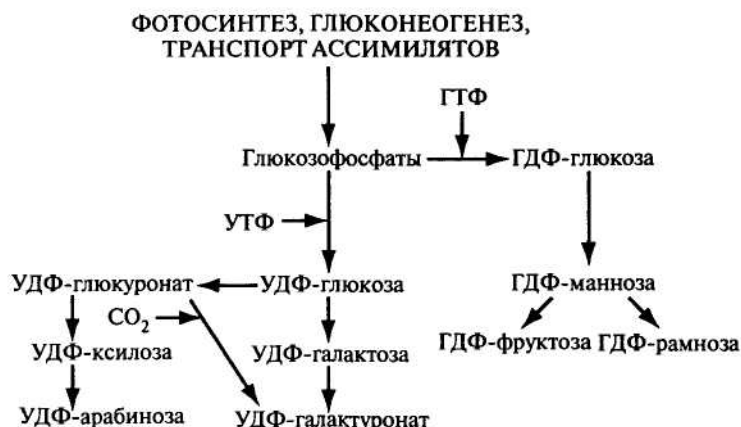 ФОТОСИНТЕЗ, ГЛЮКОНЕОГЕНЕЗ,
ТРАНСПОРТ АССИМИЛЯТОВ
ГТФ
Глюкозофосфаты
ГДФ-глюкоза
УТФ
УДФ-глюкуронат
УДФ-глюкоза
ГДФ-манноза
CO₂
УДФ-ксилоза
УДФ-галактоза
ГДФ-фруктоза
ГДФ-рамноза
УДФ-арабиноза
УДФ-галактуронат